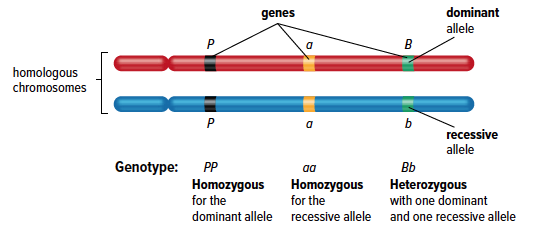 genes
dominant
allele
P a B
homologous
chromosomes
P a b
recessive
allele
Genotype: PP aa Bb
Homozygous Homozygous Heterozygous
for the for the with one dominant
dominant allele recessive allele and one recessive allele